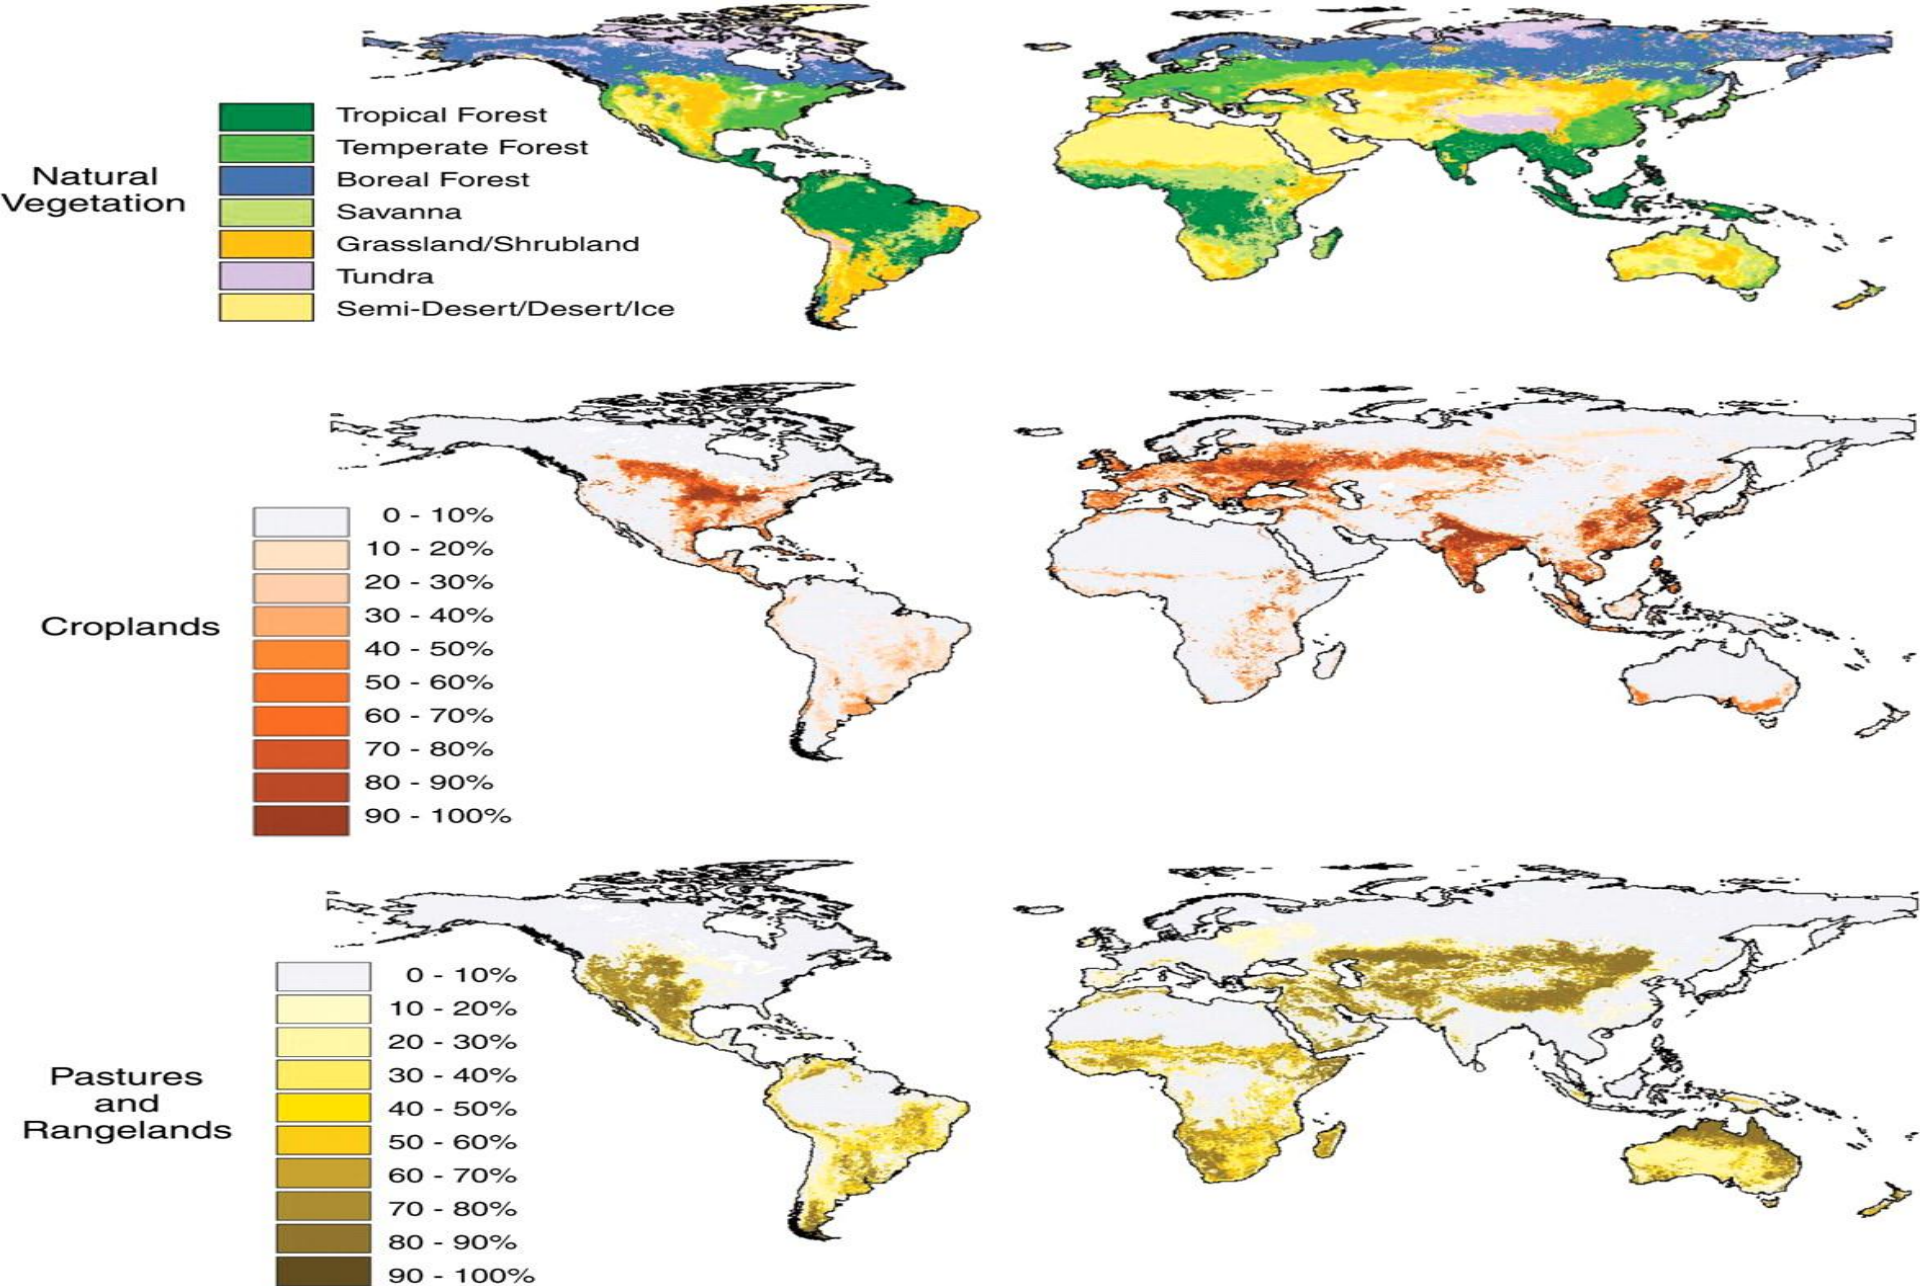 Natural
Vegetation
Tropical Forest
Temperate Forest
Boreal Forest
Savanna
Grassland/Shrubland
Tundra
Semi-Desert/Desert/Ice
Croplands
0 - 10%
10 - 20%
20 - 30%
30 - 40%
40 - 50%
50 - 60%
60 - 70%
70 - 80%
80 - 90%
90 - 100%
Pastures
and
Rangelands
0 - 10%
10 - 20%
20 - 30%
30 - 40%
40 - 50%
50 - 60%
60 - 70%
70 - 80%
80 - 90%
90 - 100%